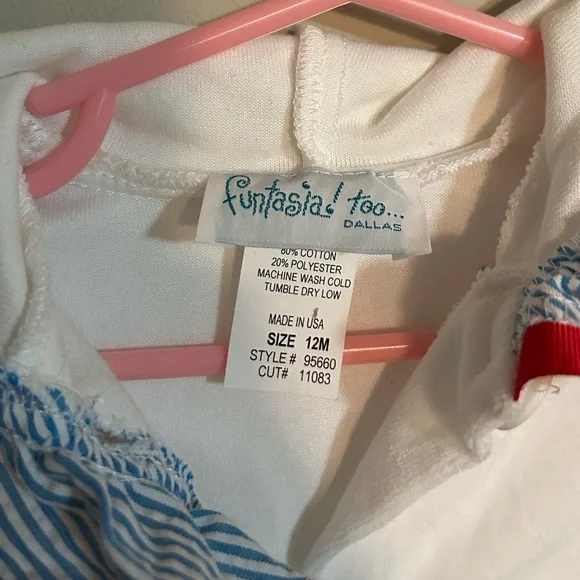 funtasia! too...
DALLAS
80% COTTON
20% POLYESTER
MACHINE WASH COLD
TUMBLE DRY LOW
MADE IN USA
SIZE 12M
STYLE # 95660
CUT# 11083